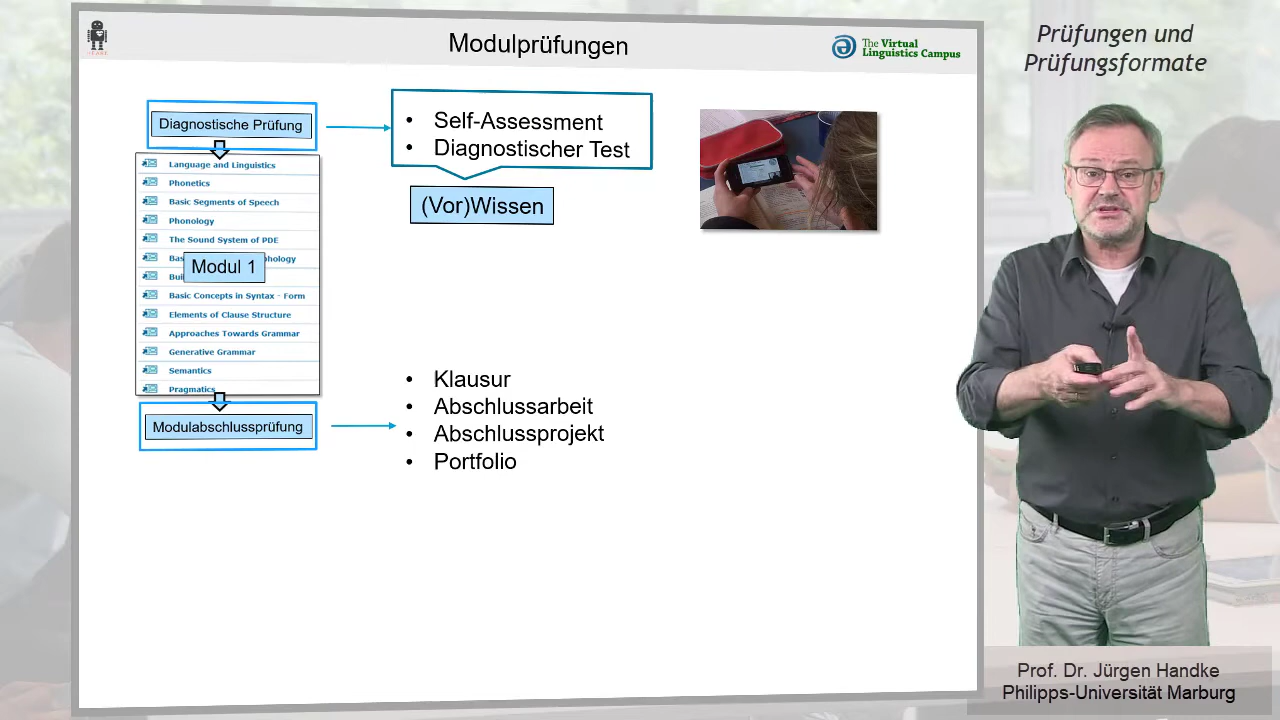 Modulprüfungen
The Virtual
Linguistics Campus
Prüfungen und
Prüfungsformate
Diagnostische Prüfung
• Self-Assessment
• Diagnostischer Test
(Vor)Wissen
Language and Linguistics
Phonetics
Basic Segments of Speech
Phonology
The Sound System of PDE
Modul 1
Basic Concepts in Syntax - Form
Elements of Clause Structure
Approaches Towards Grammar
Generative Grammar
Semantics
Pragmatics
Modulabschlussprüfung
• Klausur
• Abschlussarbeit
• Abschlussprojekt
• Portfolio
Prof. Dr. Jürgen Handke
Philipps-Universität Marburg